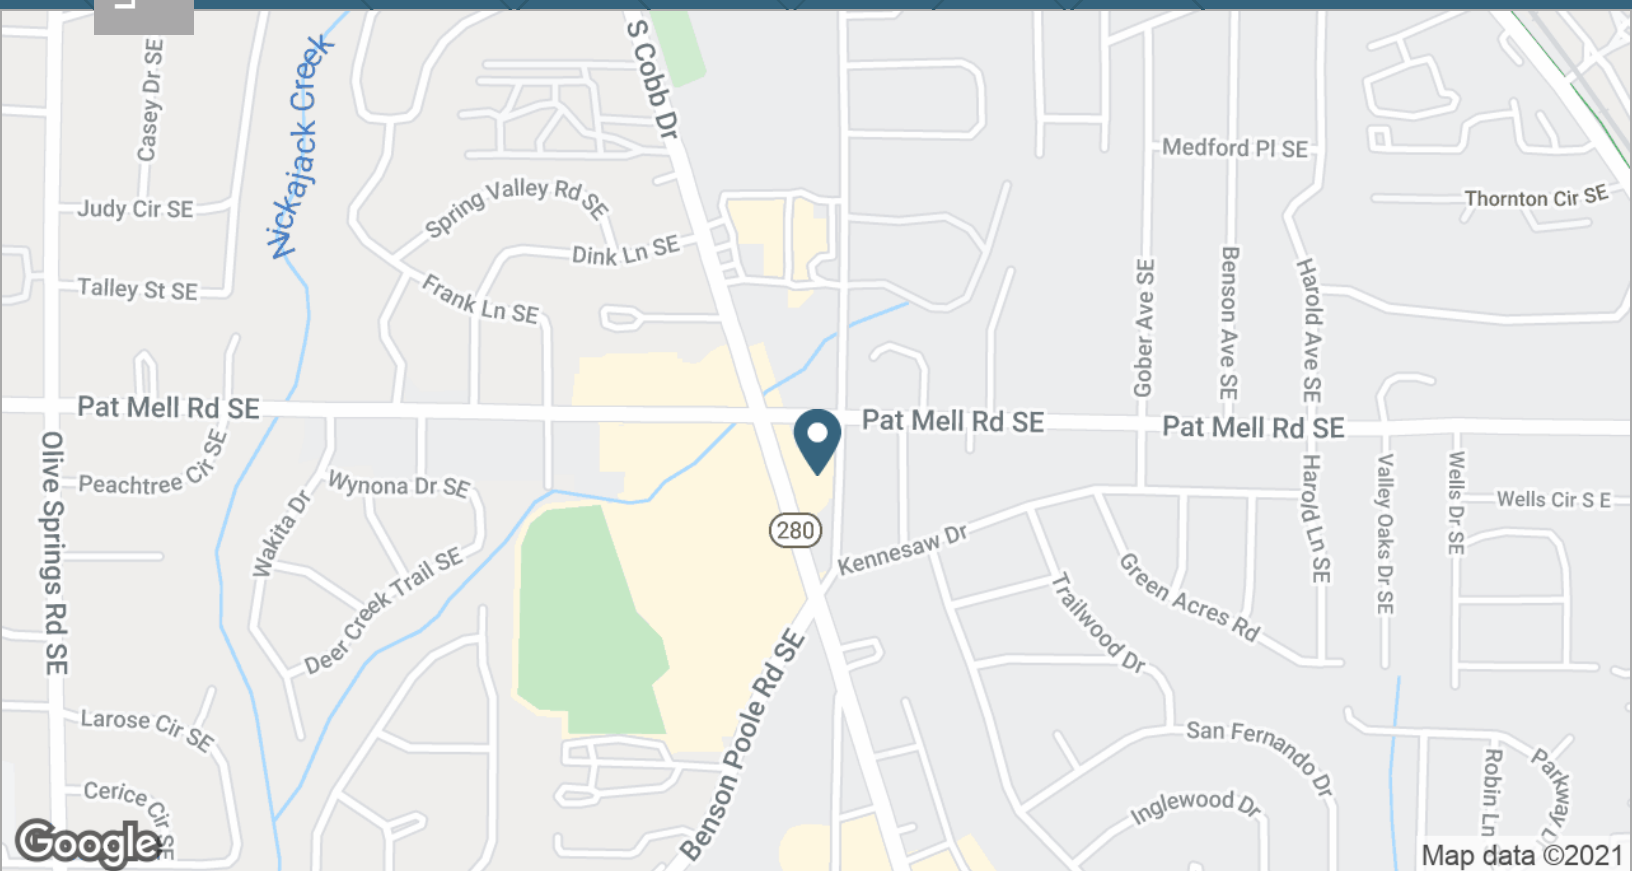 S Cobb Dr
Casey Dr SE
Nickajack Creek
Medford Pl SE
Thornton Cir SE
Judy Cir SE
Spring Valley Rd SE
Dink Ln SE
Talley St SE
Frank Ln SE
Gober Ave SE
Benson Ave SE
Harold Ave SE
Pat Mell Rd SE
Pat Mell Rd SE
Pat Mell Rd SE
Olive Springs Rd SE
Peachtree Cir SE
Wynona Dr SE
Wakita Dr
Deer Creek Trail SE
280
Kennesaw Dr
Harold Ln SE
Valley Oaks Dr SE
Wells Dr SE
Wells Cir S E
Green Acres Rd
Trailwood Dr
Benson Poole Rd SE
Larose Cir SE
San Fernando Dr
Cerice Cir SE
Inglewood Dr
Robin Ln
Parkway
Google
Map data ©2021